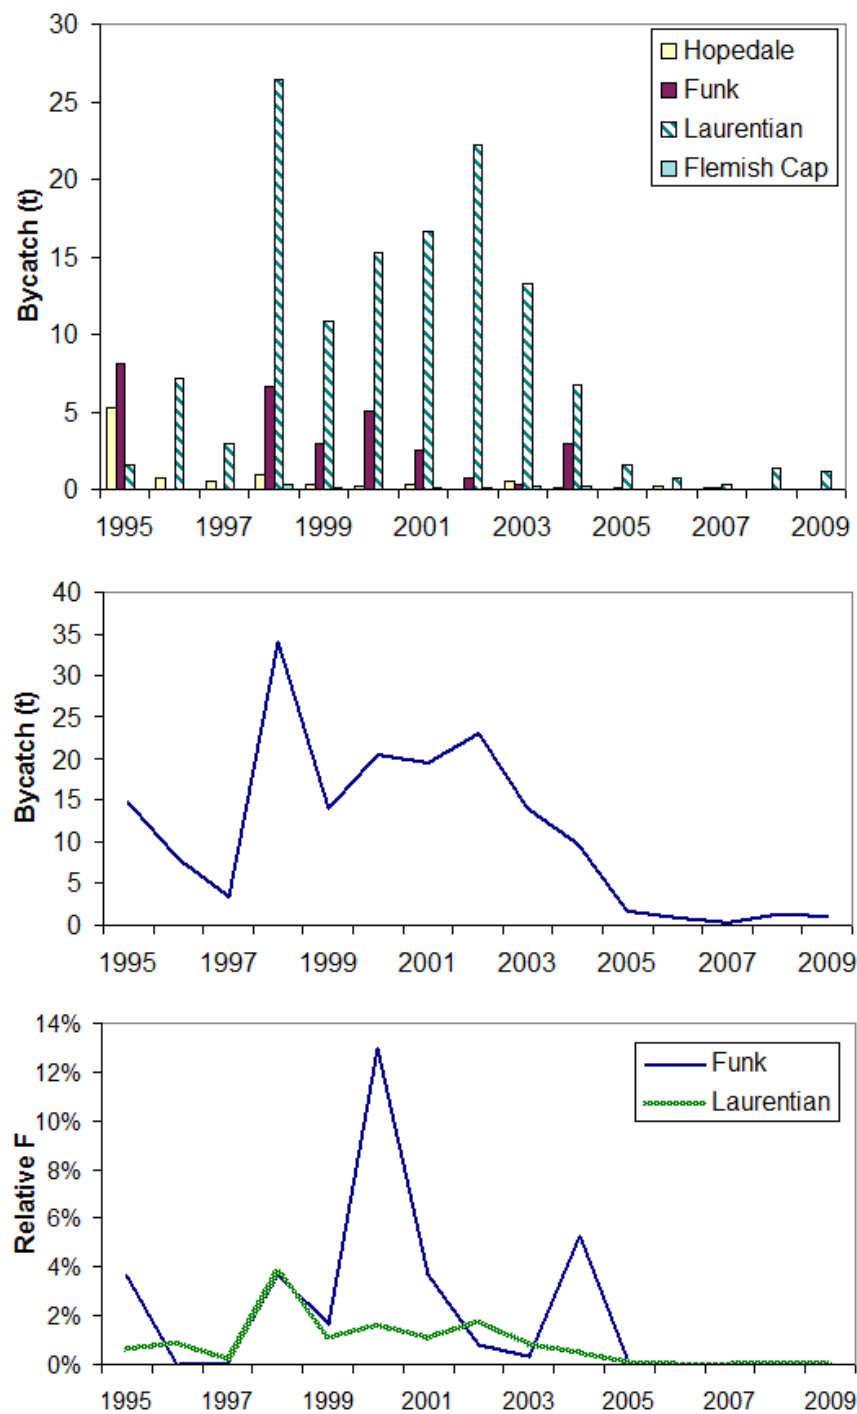 30
25
20
15
10
5
0
Bycatch (t)
Hopedale
Funk
Laurentian
Flemish Cap
1995 1997 1999 2001 2003 2005 2007 2009
40
35
30
25
20
15
10
5
0
Bycatch (t)
1995 1997 1999 2001 2003 2005 2007 2009
14%
12%
10%
8%
6%
4%
2%
0%
Relative F
Funk
Laurentian
1995 1997 1999 2001 2003 2005 2007 2009